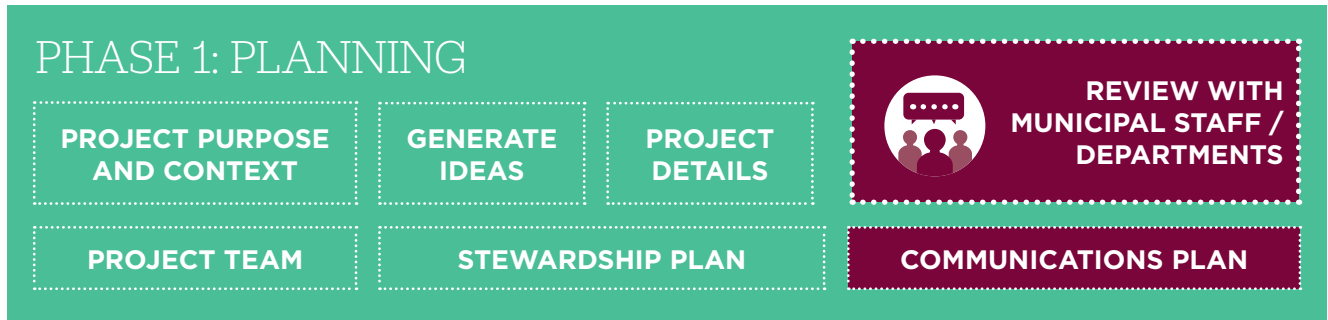 PHASE 1: PLANNING
PROJECT PURPOSE
AND CONTEXT
GENERATE
IDEAS
PROJECT
DETAILS
REVIEW WITH
MUNICIPAL STAFF /
DEPARTMENTS
PROJECT TEAM
STEWARDSHIP PLAN
COMMUNICATIONS PLAN